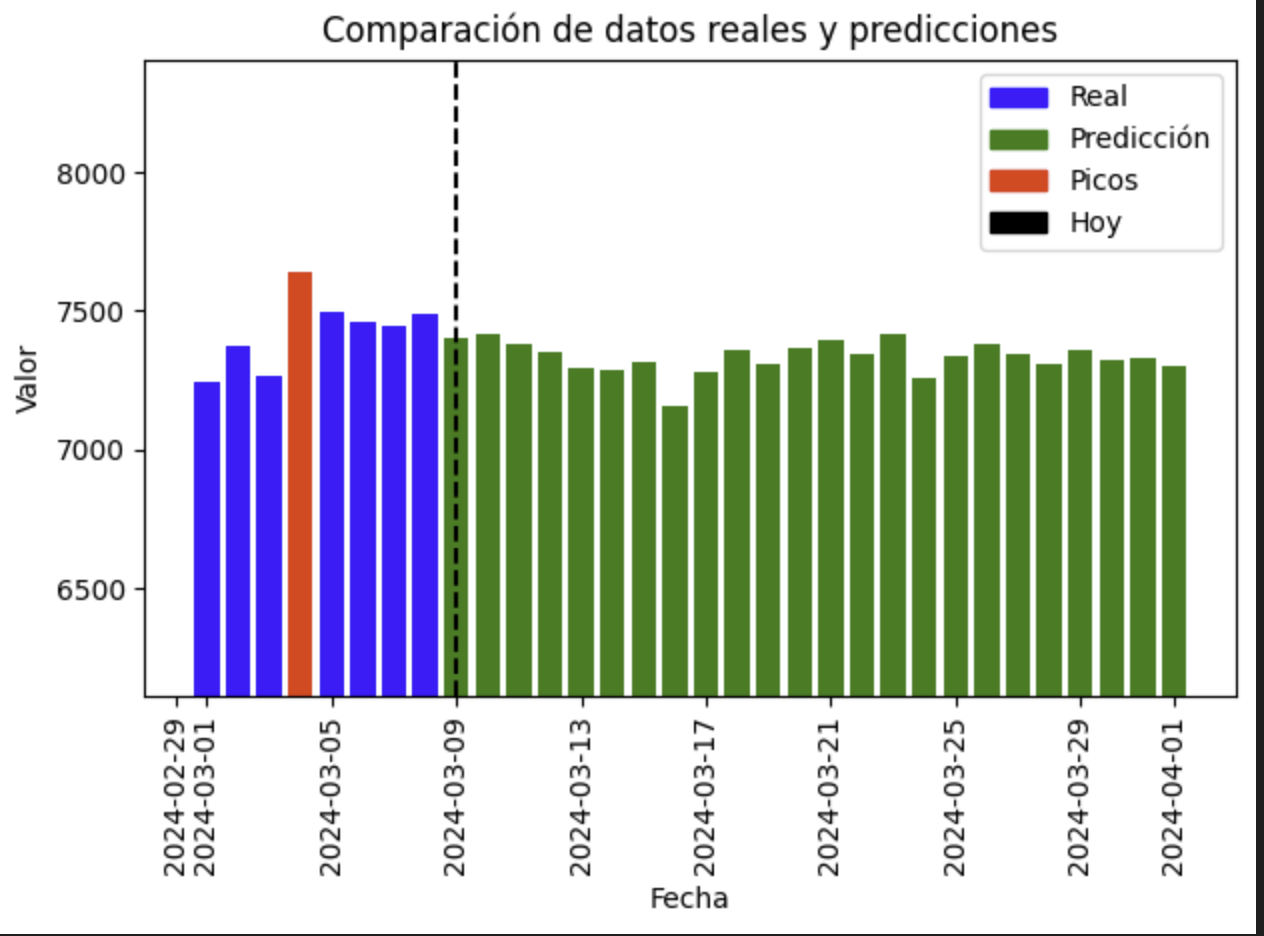 Comparación de datos reales y predicciones
Real
Predicción
Picos
Hoy
Valor
8000
7500
7000
6500
2024-02-29
2024-03-01
2024-03-05
2024-03-09
2024-03-13
2024-03-17
2024-03-21
2024-03-25
2024-03-29
2024-04-01
Fecha